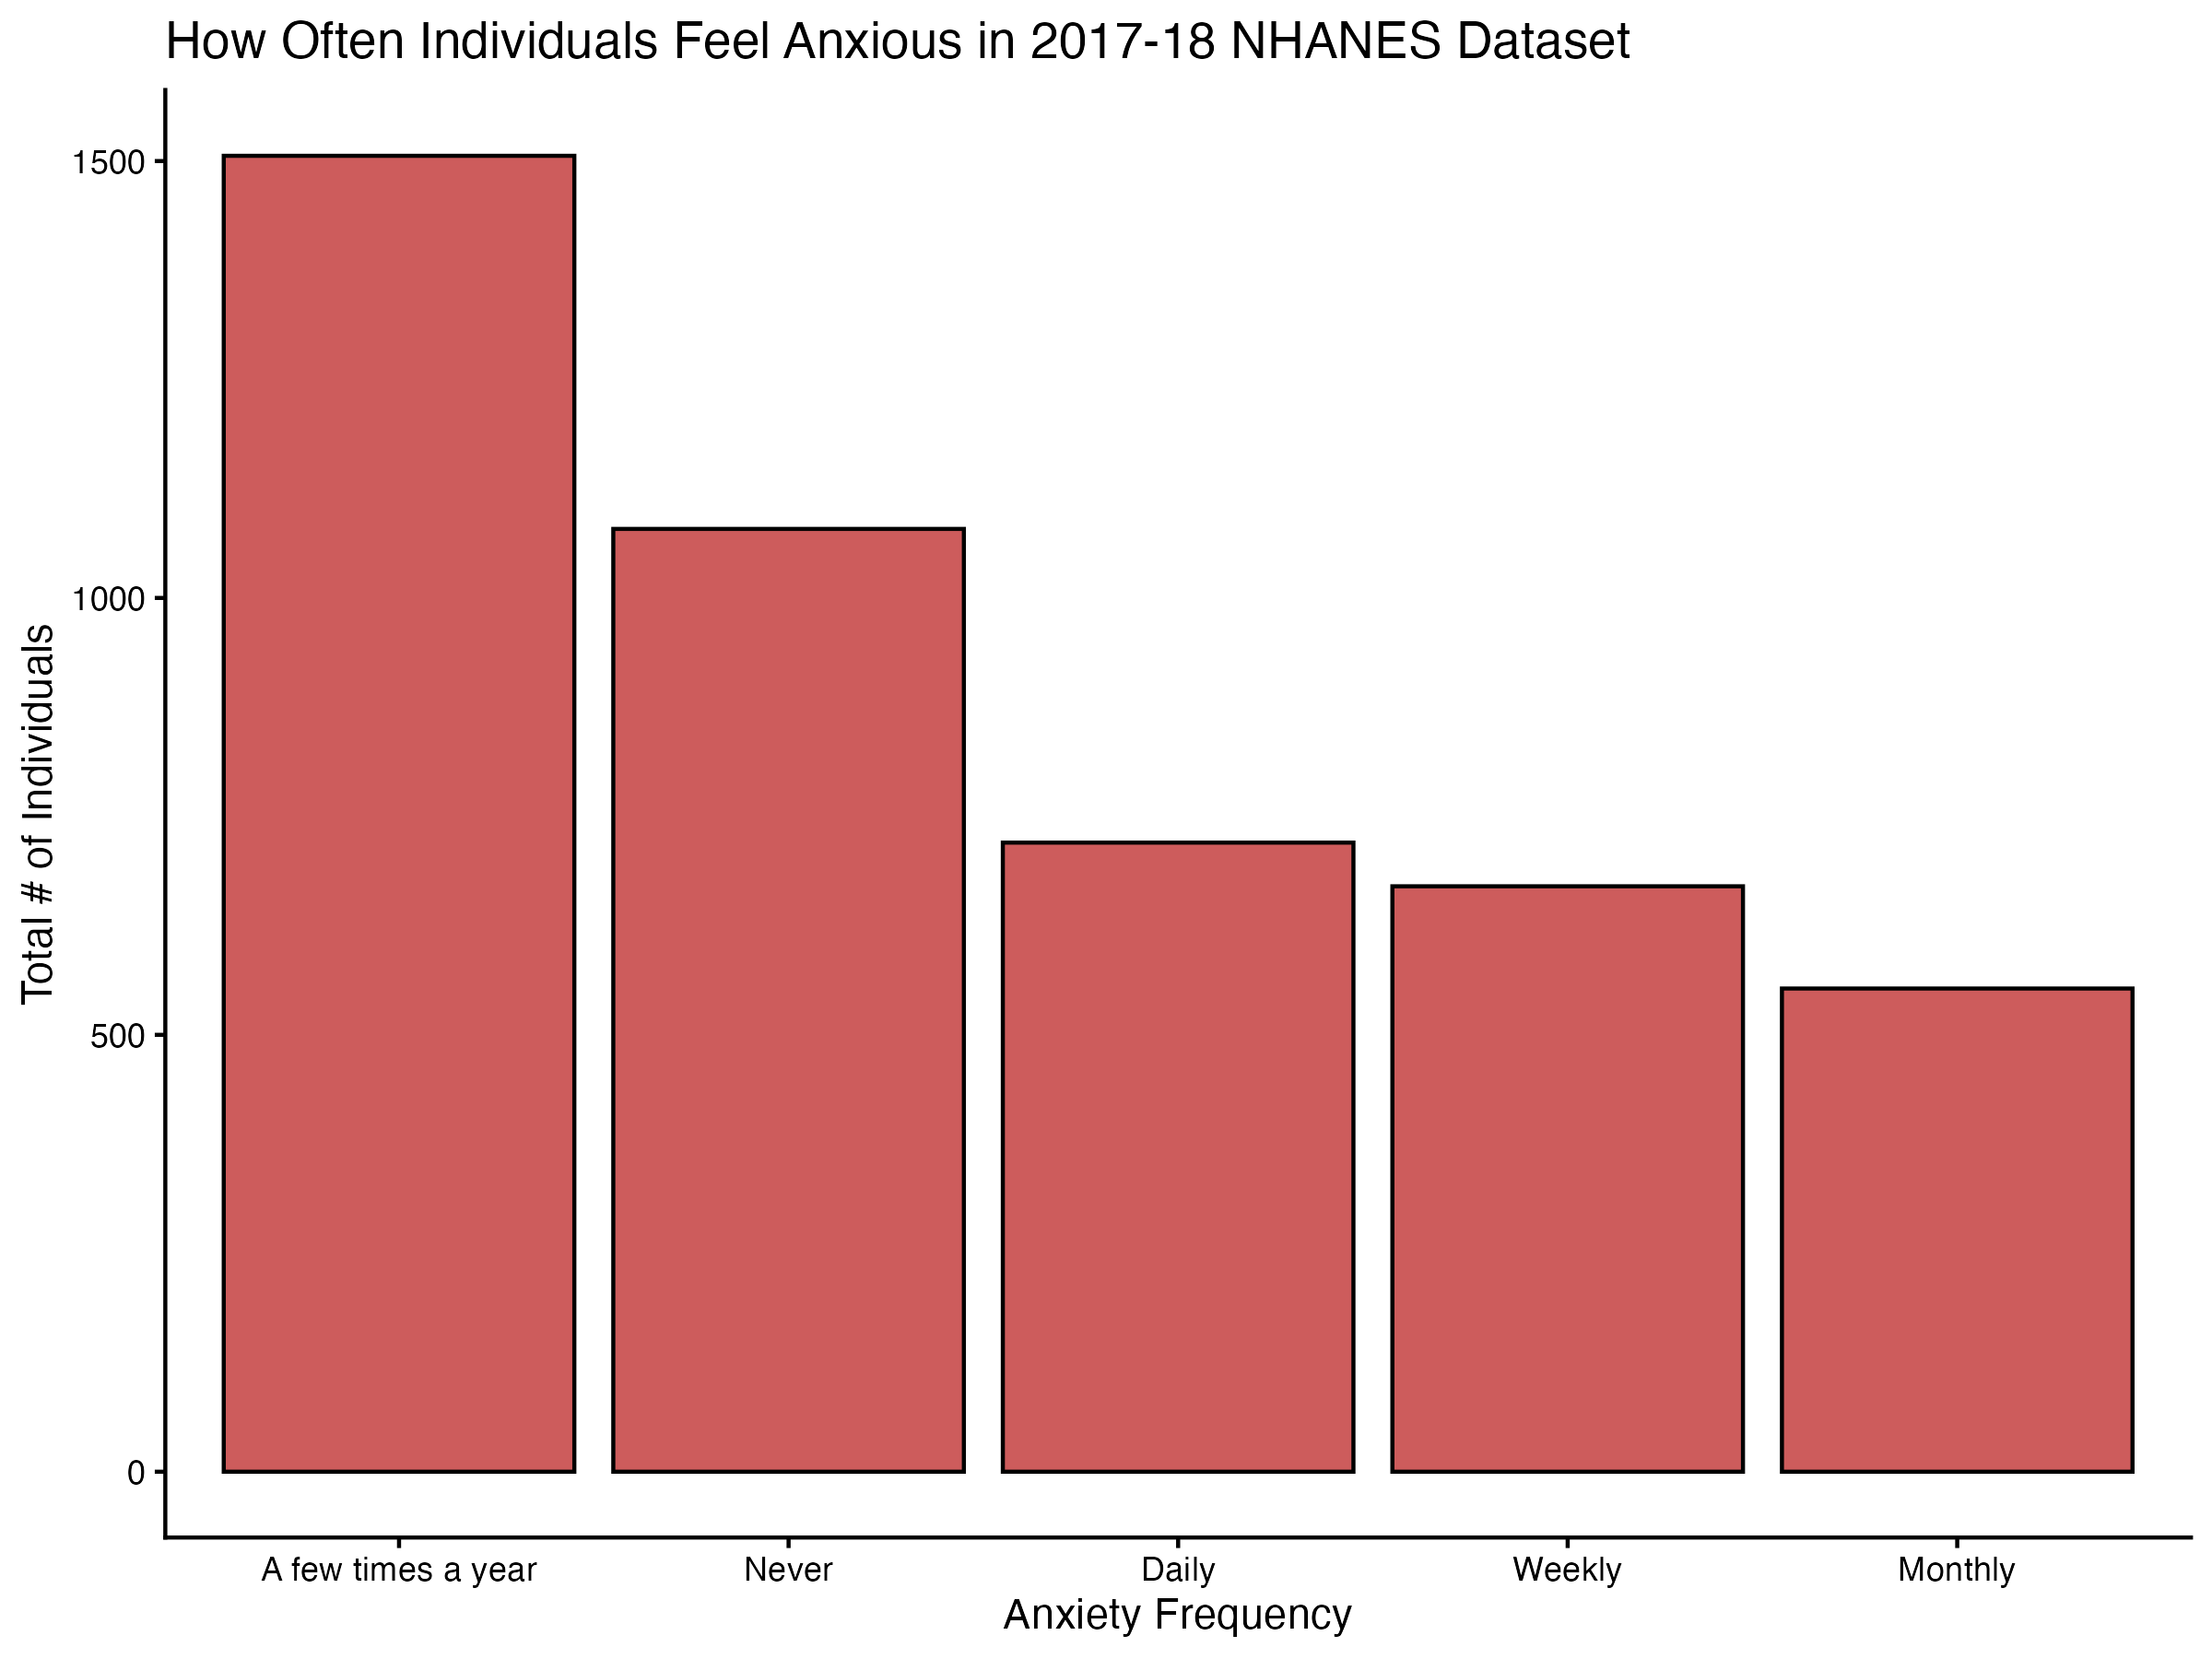 How Often Individuals Feel Anxious in 2017-18 NHANES Dataset
Total # of Individuals
1500
1000
500
0
A few times a year
Never
Daily
Weekly
Monthly
Anxiety Frequency